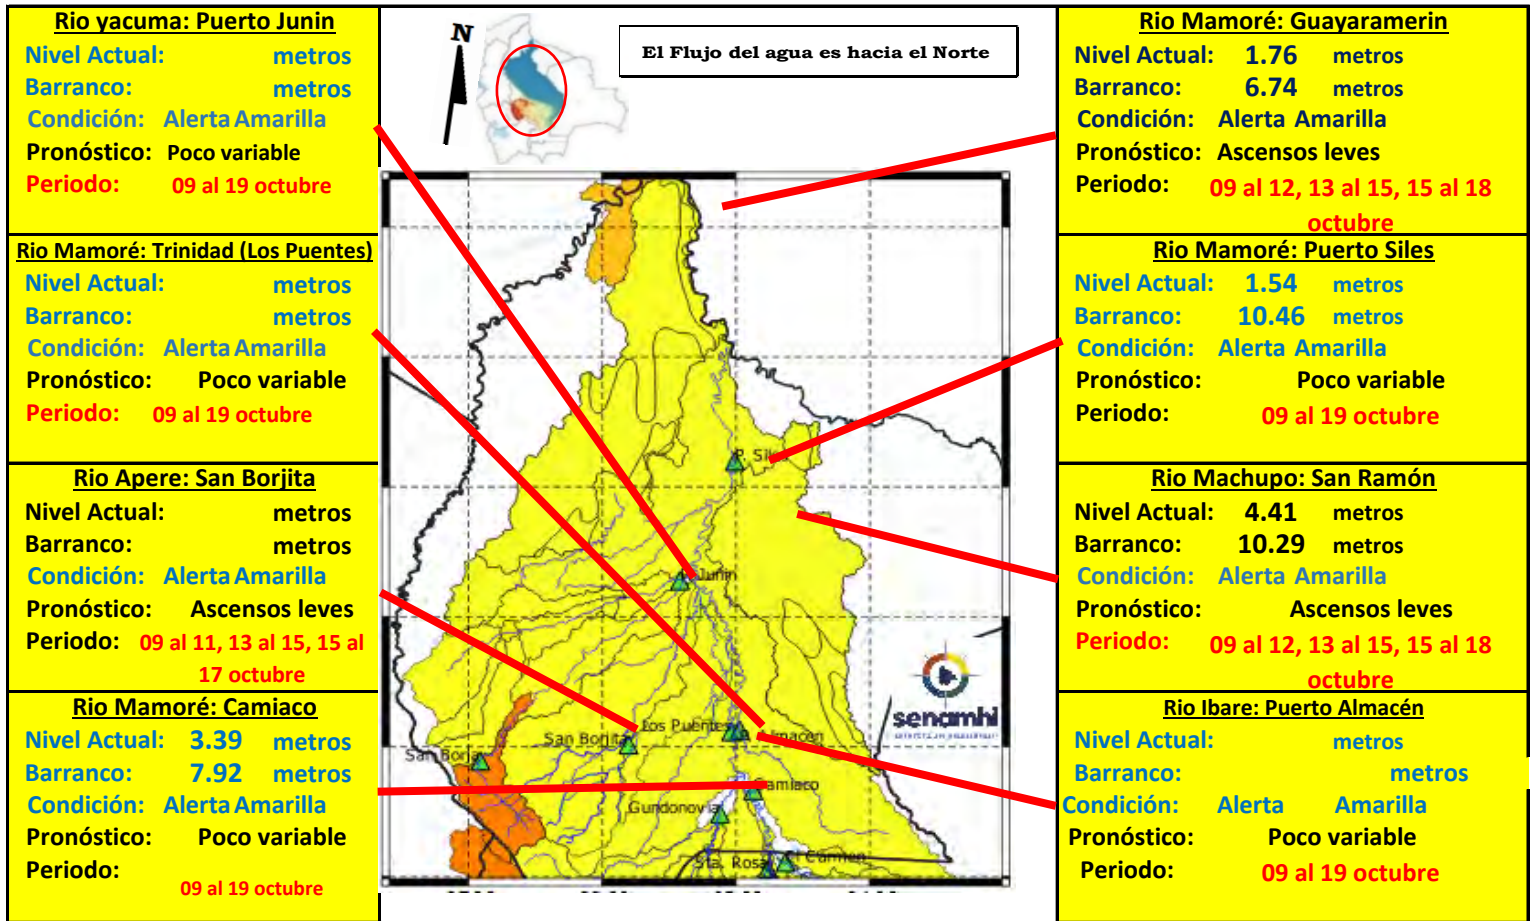 Rio yacuma: Puerto Junin
Nivel Actual: metros
Barranco: metros
Condición: Alerta Amarilla
Pronóstico: Poco variable
Periodo: 09 al 19 octubre
Rio Mamoré: Trinidad (Los Puentes)
Nivel Actual: metros
Barranco: metros
Condición: Alerta Amarilla
Pronóstico: Poco variable
Periodo: 09 al 19 octubre
Rio Apere: San Borjita
Nivel Actual: metros
Barranco: metros
Condición: Alerta Amarilla
Pronóstico: Ascensos leves
Periodo: 09 al 11, 13 al 15, 15 al
17 octubre
Rio Mamoré: Camiaco
Nivel Actual: 3.39 metros
Barranco: 7.92 metros
Condición: Alerta Amarilla
Pronóstico: Poco variable
Periodo:
09 al 19 octubre
N
El Flujo del agua es hacia el Norte
P. Siles
Junin
Los Puentes
Almacen
San Borjita
San Borja
Camiaco
Gundonovia
Sta. Rosa
El Carmen
senamhi
Rio Mamoré: Guayaramerin
Nivel Actual: 1.76 metros
Barranco: 6.74 metros
Condición: Alerta Amarilla
Pronóstico: Ascensos leves
Periodo: 09 al 12, 13 al 15, 15 al 18
octubre
Rio Mamoré: Puerto Siles
Nivel Actual: 1.54 metros
Barranco: 10.46 metros
Condición: Alerta Amarilla
Pronóstico: Poco variable
Periodo: 09 al 19 octubre
Rio Machupo: San Ramón
Nivel Actual: 4.41 metros
Barranco: 10.29 metros
Condición: Alerta Amarilla
Pronóstico: Ascensos leves
Periodo: 09 al 12, 13 al 15, 15 al 18
octubre
Rio Ibare: Puerto Almacén
Nivel Actual: metros
Barranco: metros
Condición: Alerta Amarilla
Pronóstico: Poco variable
Periodo: 09 al 19 octubre